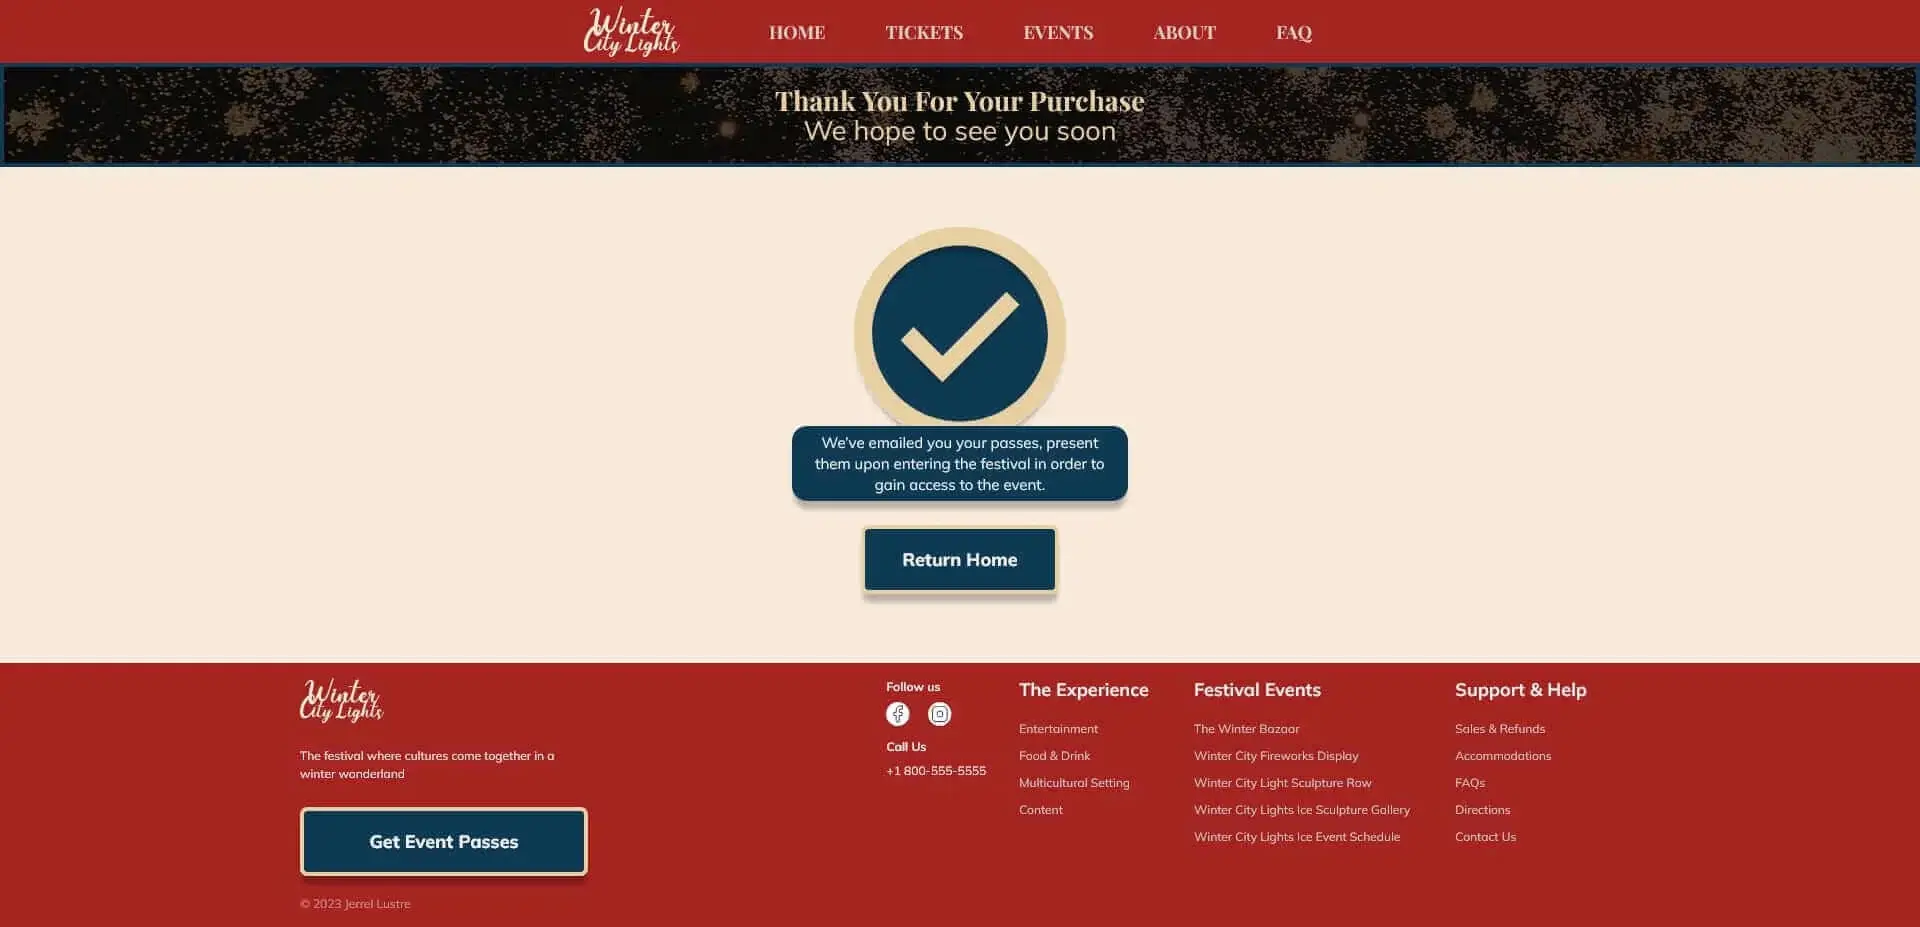 Winter
City Lights
HOME
TICKETS
EVENTS
ABOUT
FAQ
Thank You For Your Purchase
We hope to see you soon
We've emailed you your passes, present
them upon entering the festival in order to
gain access to the event.
Return Home
Winter
City Lights
The festival where cultures come together in a
winter wonderland
Get Event Passes
© 2023 Jerrel Lustre
Follow us
Call Us
+1 800-555-5555
The Experience
Entertainment
Food & Drink
Multicultural Setting
Content
Festival Events
The Winter Bazaar
Winter City Fireworks Display
Winter City Light Sculpture Row
Winter City Lights Ice Sculpture Gallery
Winter City Lights Ice Event Schedule
Support & Help
Sales & Refunds
Accommodations
FAQs
Directions
Contact Us